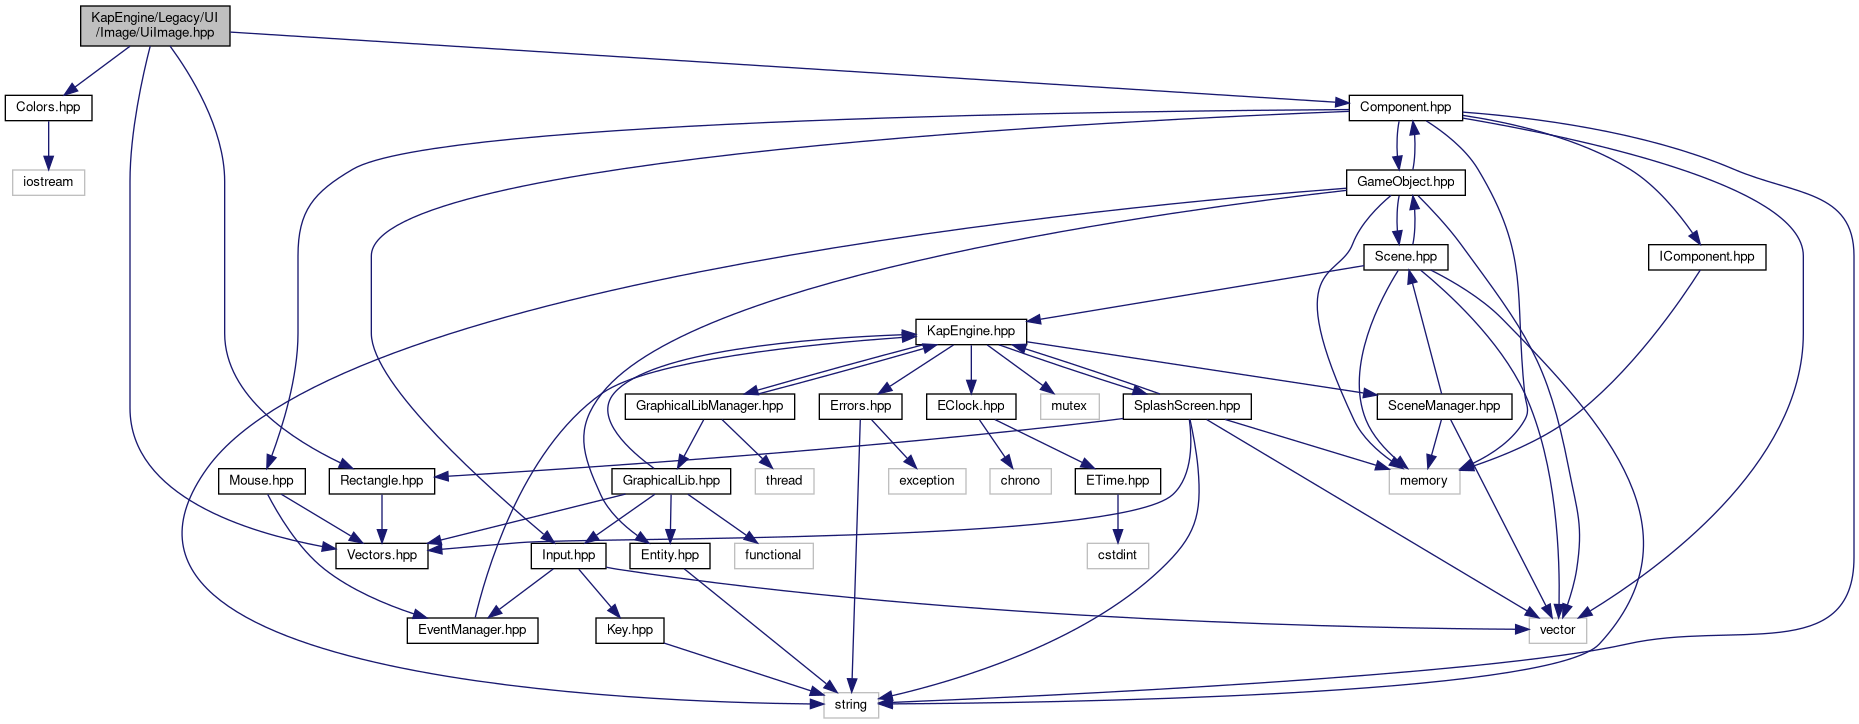 KapEngine/Legacy/UI
/Image/UiImage.hpp
Colors.hpp
Component.hpp
iostream
GameObject.hpp
Scene.hpp
IComponent.hpp
KapEngine.hpp
GraphicalLibManager.hpp
Errors.hpp
EClock.hpp
mutex
SplashScreen.hpp
SceneManager.hpp
Mouse.hpp
Rectangle.hpp
GraphicalLib.hpp
thread
exception
chrono
ETime.hpp
memory
Vectors.hpp
Input.hpp
Entity.hpp
functional
cstdint
EventManager.hpp
Key.hpp
vector
string